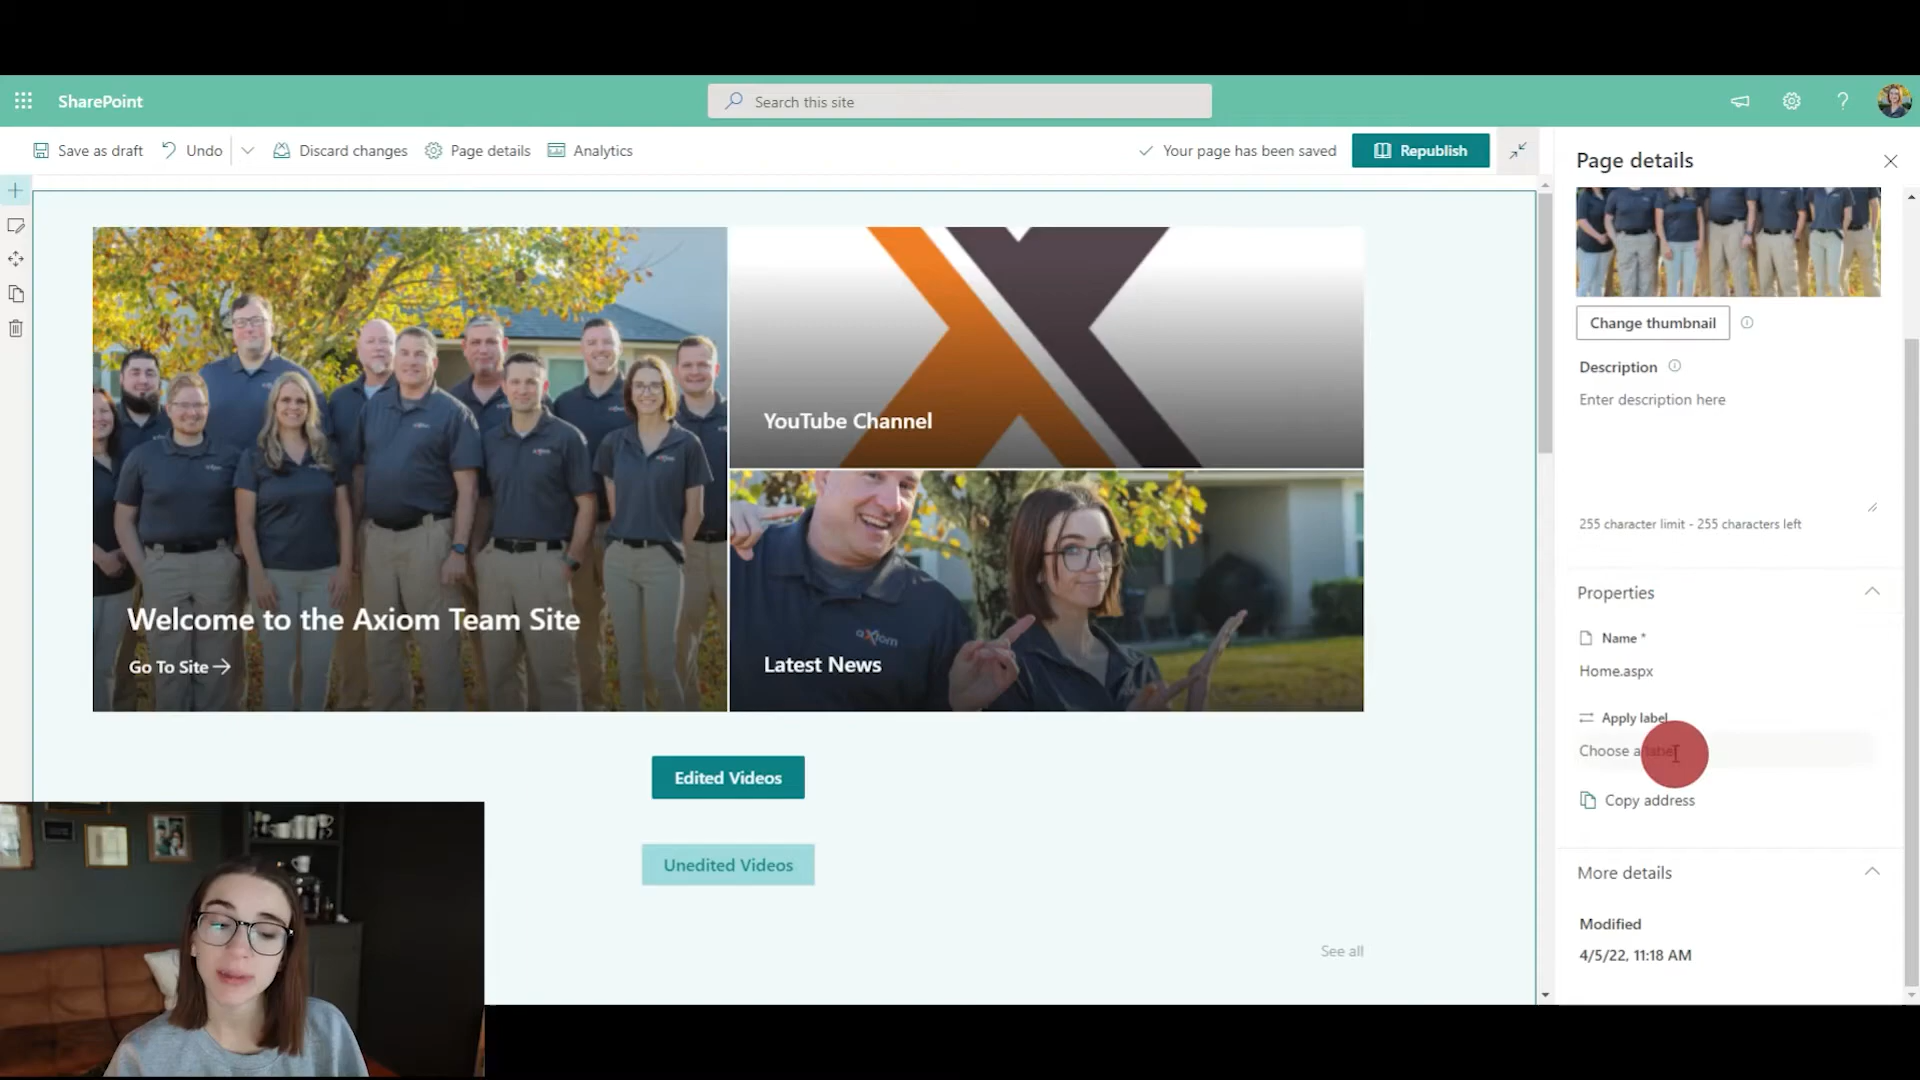 SharePoint
Search this site
Save as draft
Undo
Discard changes
Page details
Analytics
Your page has been saved
Republish
Page details
Change thumbnail
Description
Enter description here
255 character limit - 255 characters left
Properties
Name *
Home.aspx
Apply label
Choose a label
Copy address
More details
Modified
4/5/22, 11:18 AM
Welcome to the Axiom Team Site
Go To Site
YouTube Channel
axiom
Latest News
Edited Videos
Unedited Videos
See all